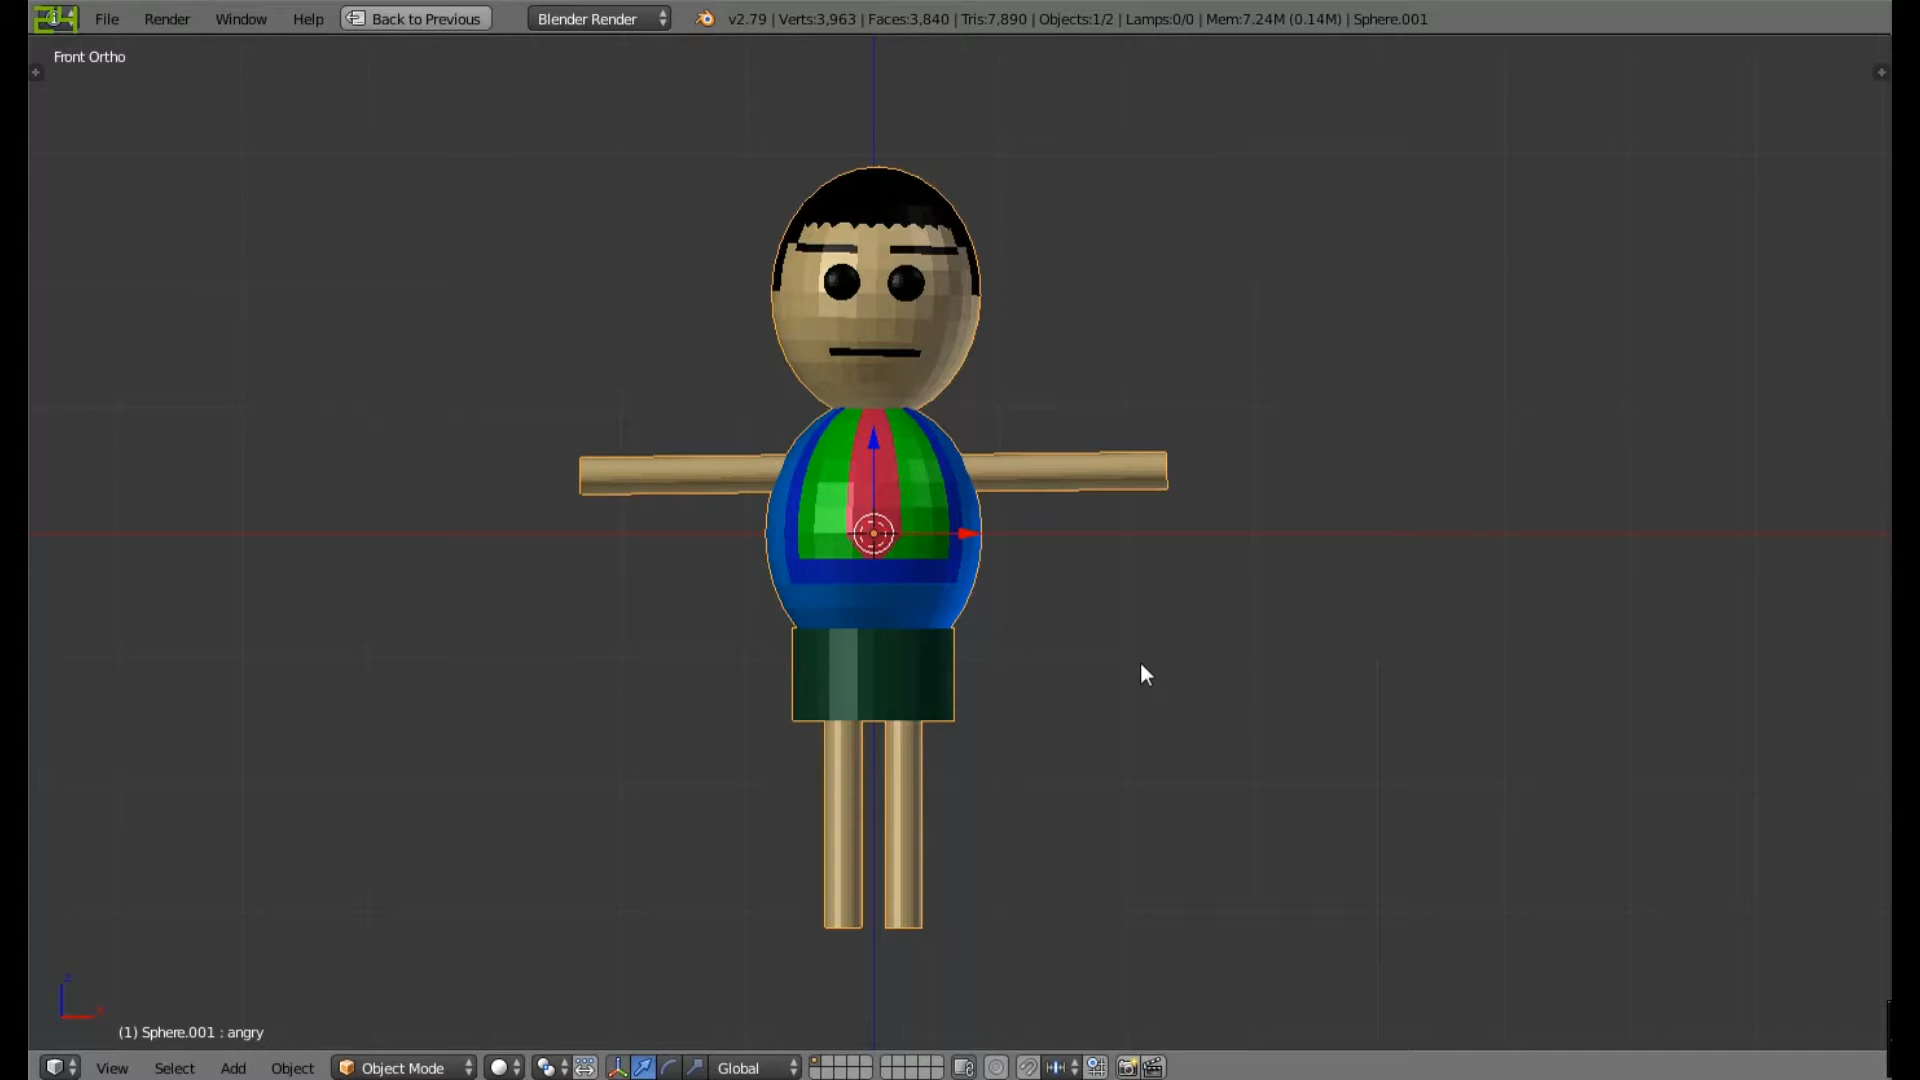 24 File Render Window Help Back to Previous Blender Render v2.79 | Verts:3,963 | Faces:3,840 | Tris:7,890 | Objects:1/2 | Lamps:0/0 | Mem:7.24M (0.14M) | Sphere.001
Front Ortho
z
x
(1) Sphere.001 : angry
View Select Add Object Object Mode Global